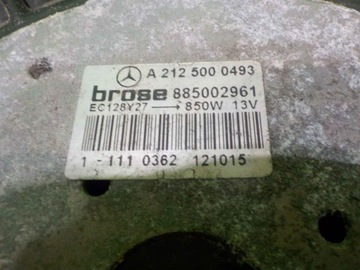 A 212 500 0493
brose 885002961
EC128Y27 → 850W 13V
1 - 111 0362 121015